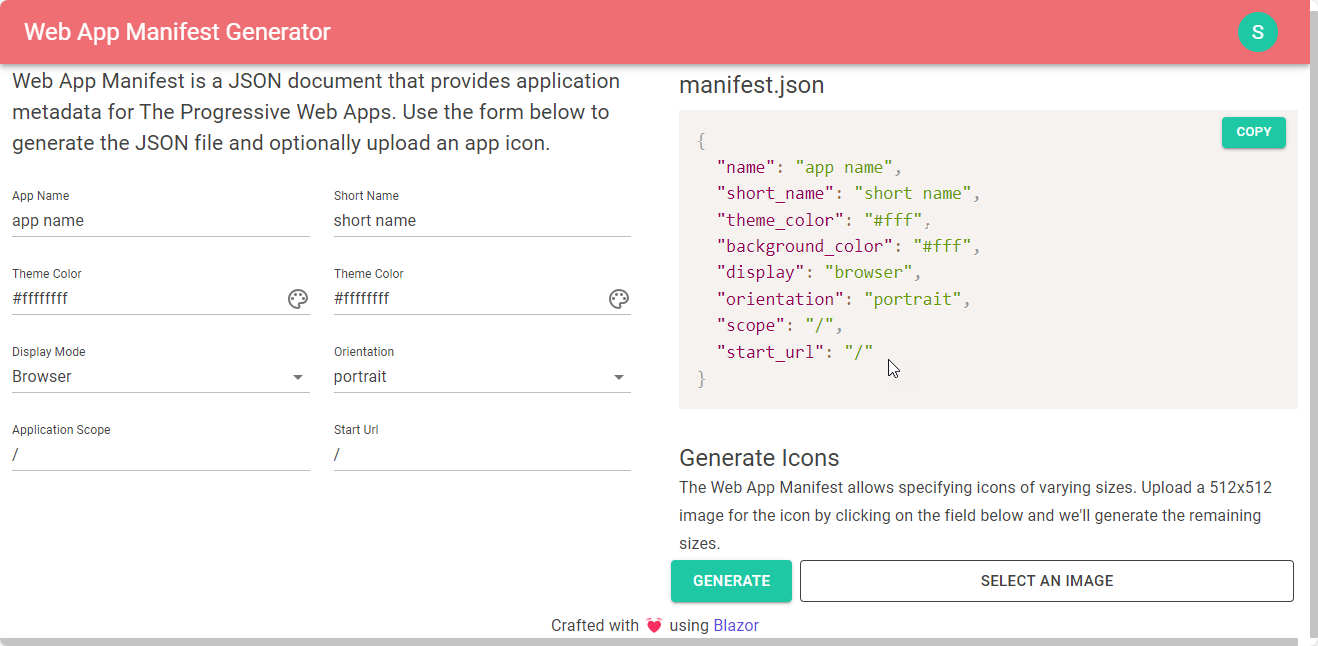 Web App Manifest Generator
S
Web App Manifest is a JSON document that provides application
metadata for The Progressive Web Apps. Use the form below to
generate the JSON file and optionally upload an app icon.
App Name
app name
Short Name
short name
Theme Color
#ffffffff
Theme Color
#ffffffff
Display Mode
Browser
Orientation
portrait
Application Scope
/
Start Url
/
manifest.json
COPY
{
"name": "app name",
"short_name": "short name",
"theme_color": "#fff",
"background_color": "#fff",
"display": "browser",
"orientation": "portrait",
"scope": "/",
"start_url": "/"
}
Generate Icons
The Web App Manifest allows specifying icons of varying sizes. Upload a 512x512
image for the icon by clicking on the field below and we'll generate the remaining
sizes.
GENERATE
SELECT AN IMAGE
Crafted with 💓 using Blazor